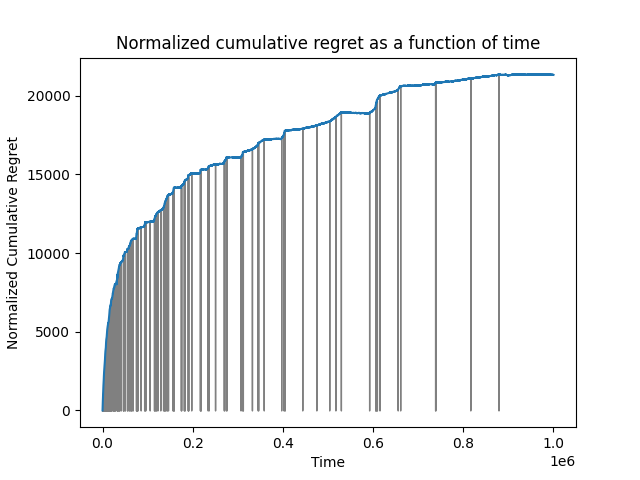 Normalized cumulative regret as a function of time
Normalized Cumulative Regret
20000
15000
10000
5000
0
0.0 0.2 0.4 0.6 0.8 1.0
1e6
Time